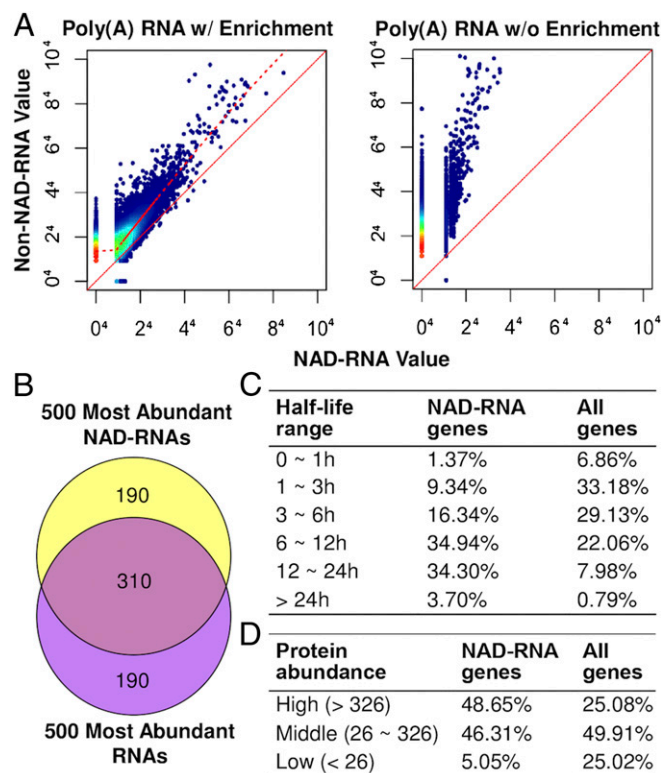 A
Poly(A) RNA w/ Enrichment
Poly(A) RNA w/o Enrichment
Non-NAD-RNA Value
10⁴
8⁴
6⁴
4⁴
2⁴
0⁴
0⁴ 2⁴ 4⁴ 6⁴ 8⁴ 10⁴
10⁴
8⁴
6⁴
4⁴
2⁴
0⁴
0⁴ 2⁴ 4⁴ 6⁴ 8⁴ 10⁴
NAD-RNA Value
B
500 Most Abundant
NAD-RNAs
190
310
190
500 Most Abundant
RNAs
C
Half-life range NAD-RNA genes All genes
0 ~ 1h 1.37% 6.86%
1 ~ 3h 9.34% 33.18%
3 ~ 6h 16.34% 29.13%
6 ~ 12h 34.94% 22.06%
12 ~ 24h 34.30% 7.98%
> 24h 3.70% 0.79%
D
Protein abundance NAD-RNA genes All genes
High (> 326) 48.65% 25.08%
Middle (26 ~ 326) 46.31% 49.91%
Low (< 26) 5.05% 25.02%